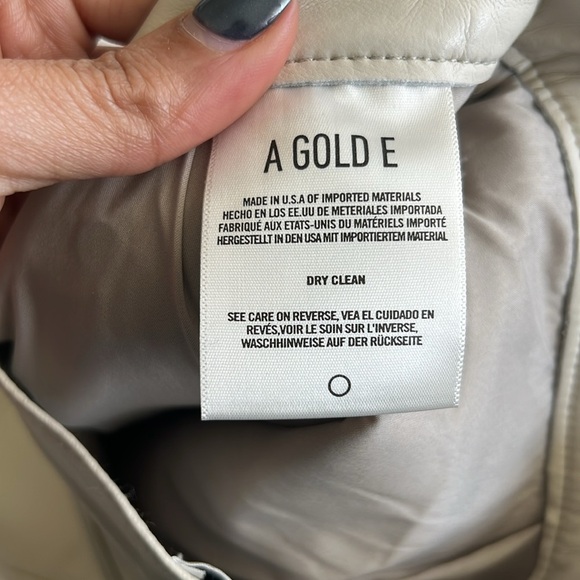 A GOLD E
MADE IN U.S.A OF IMPORTED MATERIALS
HECHO EN LOS EE.UU DE METERIALES IMPORTADA
FABRIQUÉ AUX ETATS-UNIS DU MATÉRIELS IMPORTÉ
HERGESTELLT IN DEN USA MIT IMPORTIERTEM MATERIAL
DRY CLEAN
SEE CARE ON REVERSE, VEA EL CUIDADO EN
REVÉS,VOIR LE SOIN SUR L'INVERSE,
WASCHHINWEISE AUF DER RÜCKSEITE